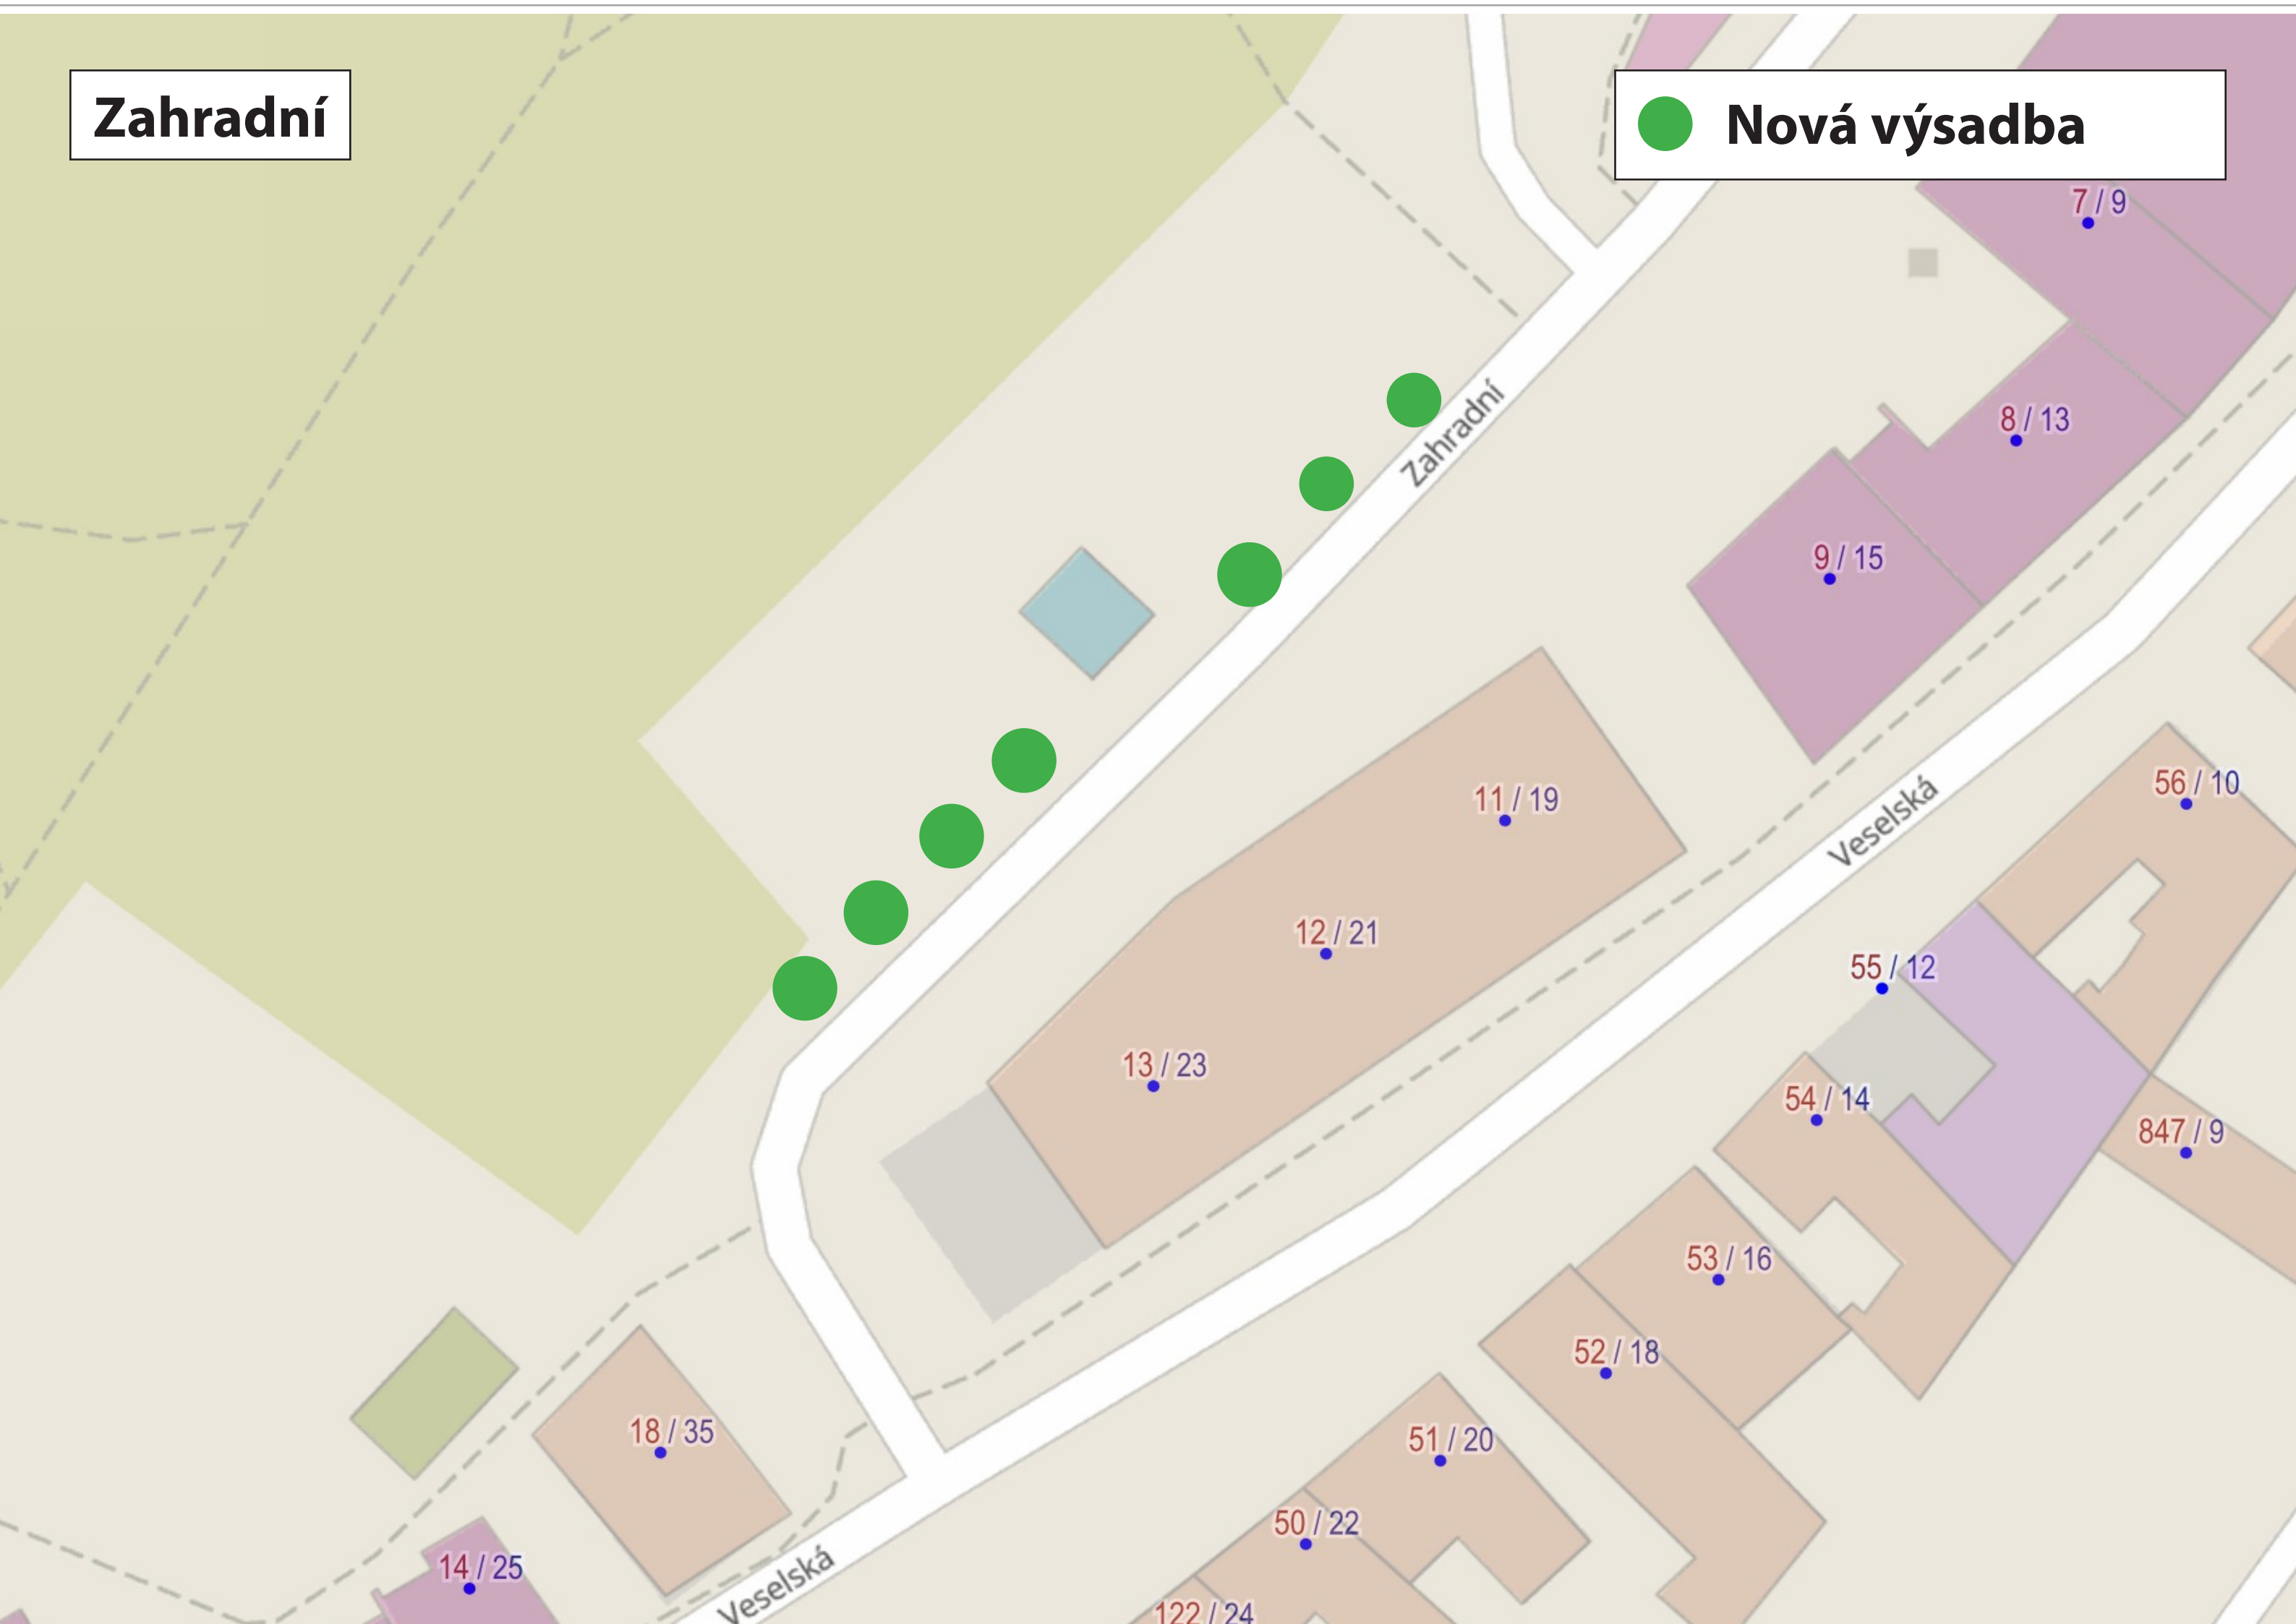 Zahradní
Nová výsadba
7 / 9
Zahradní
8 / 13
9 / 15
11 / 19
56 / 10
Veselská
12 / 21
55 / 12
13 / 23
54 / 14
847 / 9
53 / 16
52 / 18
18 / 35
51 / 20
50 / 22
14 / 25
Veselská
122 / 24